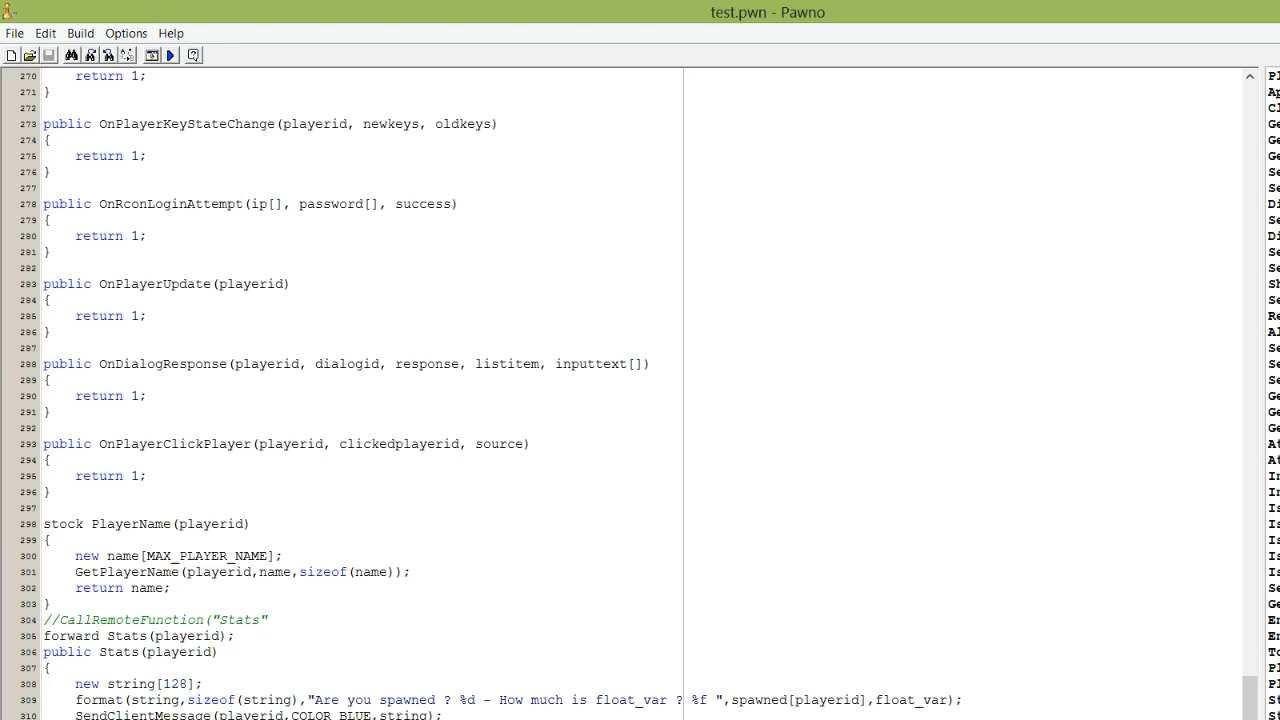 test.pwn - Pawno
File Edit Build Options Help
270 return 1;
271 }
272
273 public OnPlayerKeyStateChange(playerid, newkeys, oldkeys)
274 {
275 return 1;
276 }
277
278 public OnRconLoginAttempt(ip[], password[], success)
279 {
280 return 1;
281 }
282
283 public OnPlayerUpdate(playerid)
284 {
285 return 1;
286 }
287
288 public OnDialogResponse(playerid, dialogid, response, listitem, inputtext[])
289 {
290 return 1;
291 }
292
293 public OnPlayerClickPlayer(playerid, clickedplayerid, source)
294 {
295 return 1;
296 }
297
298 stock PlayerName(playerid)
299 {
300 new name[MAX_PLAYER_NAME];
301 GetPlayerName(playerid,name,sizeof(name));
302 return name;
303 }
304 //CallRemoteFunction("Stats"
305 forward Stats(playerid);
306 public Stats(playerid)
307 {
308 new string[128];
309 format(string,sizeof(string),"Are you spawned ? %d - How much is float_var ? %f ",spawned[playerid],float_var);
310 SendClientMessage(playerid,COLOR_BLUE,string);